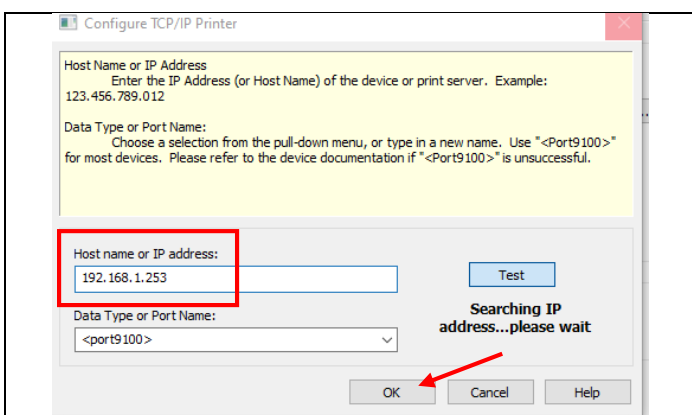 Configure TCP/IP Printer
Host Name or IP Address
Enter the IP Address (or Host Name) of the device or print server. Example:
123.456.789.012
Data Type or Port Name:
Choose a selection from the pull-down menu, or type in a new name. Use "<Port9100>"
for most devices. Please refer to the device documentation if "<Port9100>" is unsuccessful.
Host name or IP address:
192.168.1.253
Test
Searching IP
address...please wait
Data Type or Port Name:
<port9100>
OK
Cancel
Help